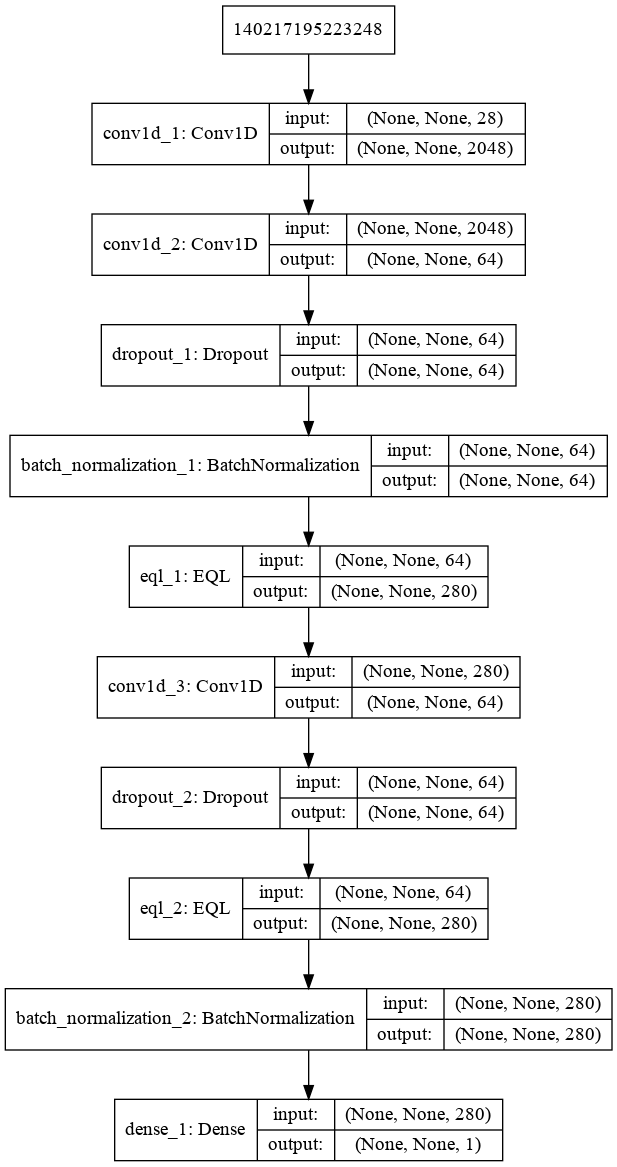 140217195223248
conv1d_1: Conv1D
input: (None, None, 28)
output: (None, None, 2048)
conv1d_2: Conv1D
input: (None, None, 2048)
output: (None, None, 64)
dropout_1: Dropout
input: (None, None, 64)
output: (None, None, 64)
batch_normalization_1: BatchNormalization
input: (None, None, 64)
output: (None, None, 64)
eql_1: EQL
input: (None, None, 64)
output: (None, None, 280)
conv1d_3: Conv1D
input: (None, None, 280)
output: (None, None, 64)
dropout_2: Dropout
input: (None, None, 64)
output: (None, None, 64)
eql_2: EQL
input: (None, None, 64)
output: (None, None, 280)
batch_normalization_2: BatchNormalization
input: (None, None, 280)
output: (None, None, 280)
dense_1: Dense
input: (None, None, 280)
output: (None, None, 1)